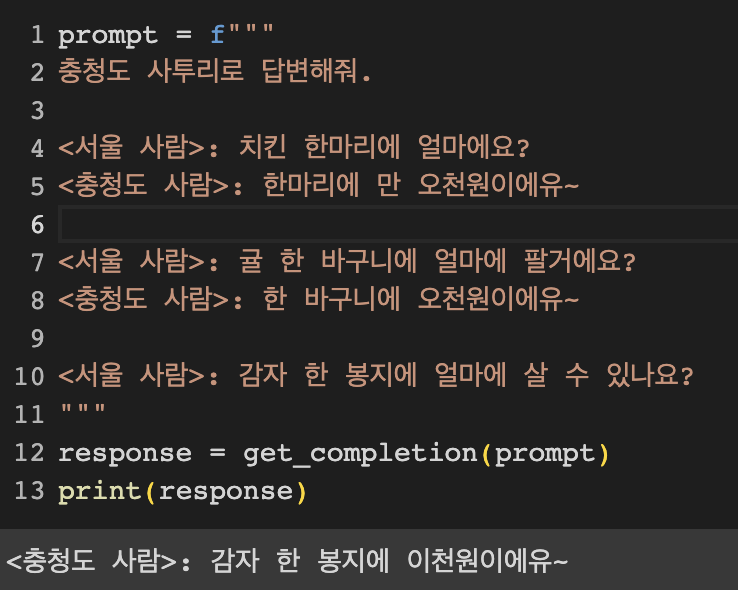 1 prompt = f"""
2 충청도 사투리로 답변해줘.
3
4 <서울 사람>: 치킨 한마리에 얼마에요?
5 <충청도 사람>: 한마리에 만 오천원이에유~
6
7 <서울 사람>: 귤 한 바구니에 얼마에 팔거에요?
8 <충청도 사람>: 한 바구니에 오천원이에유~
9
10 <서울 사람>: 감자 한 봉지에 얼마에 살 수 있나요?
11 """
12 response = get_completion(prompt)
13 print(response)
<충청도 사람>: 감자 한 봉지에 이천원이에유~